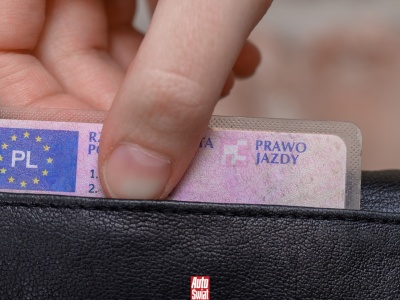 PL
PRAWO
JAZDY
1.
2.
Auto
Świat